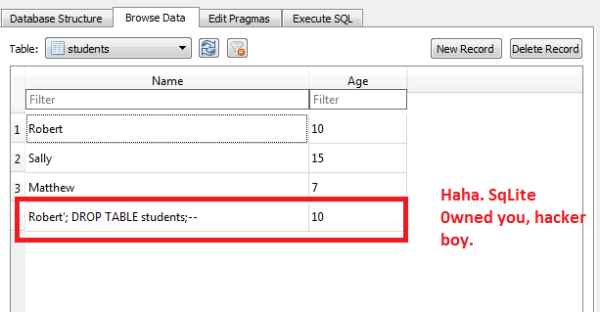 Database Structure Browse Data Edit Pragmas Execute SQL
Table: students New Record Delete Record
Name Age
Filter Filter
1 Robert 10
2 Sally 15
3 Matthew 7
Robert'; DROP TABLE students;-- 10
Haha. SqLite
0wned you, hacker
boy.